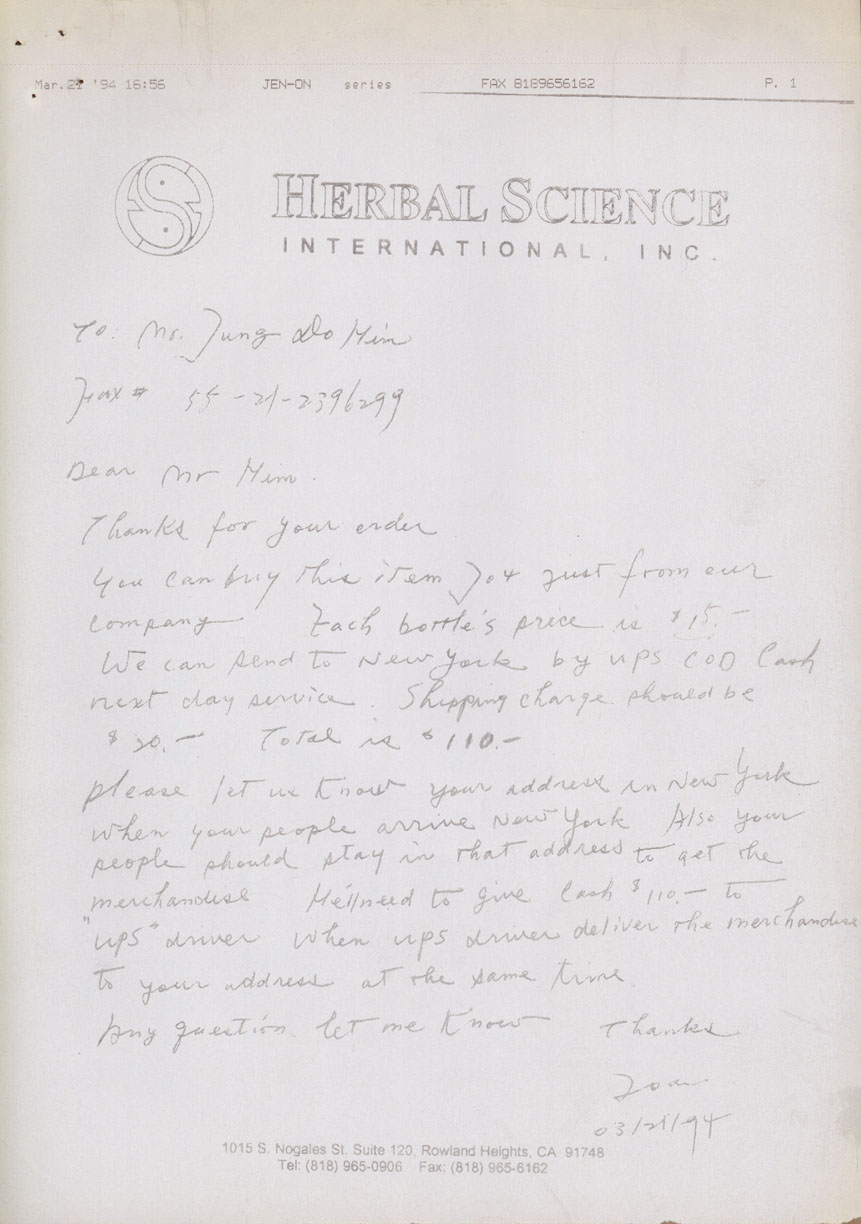 Mar.21 '94 16:56 JEN-ON series FAX 8189656162 P. 1
HERBAL SCIENCE
INTERNATIONAL, INC.
To: Mr. Jung Do Him
Fax # 55-21-2396299
Dear Mr Him.
Thanks for your order
You can buy this item Jox just from our
company Each bottle's price is $15.-
We can send to New York by UPS COD Cash
next day service. Shipping charge should be
$20.- Total is $110.-
please let us know your address in New York
when your people arrive New York Also your
people should stay in that address to get the
merchandise He'll need to give Cash $110.- to
"UPS" driver when UPS driver deliver the merchandise
to your address at the same time
Any question let me know Thanks
03/21/94
1015 S. Nogales St. Suite 120, Rowland Heights, CA 91748
Tel: (818) 965-0906 Fax: (818) 965-6162